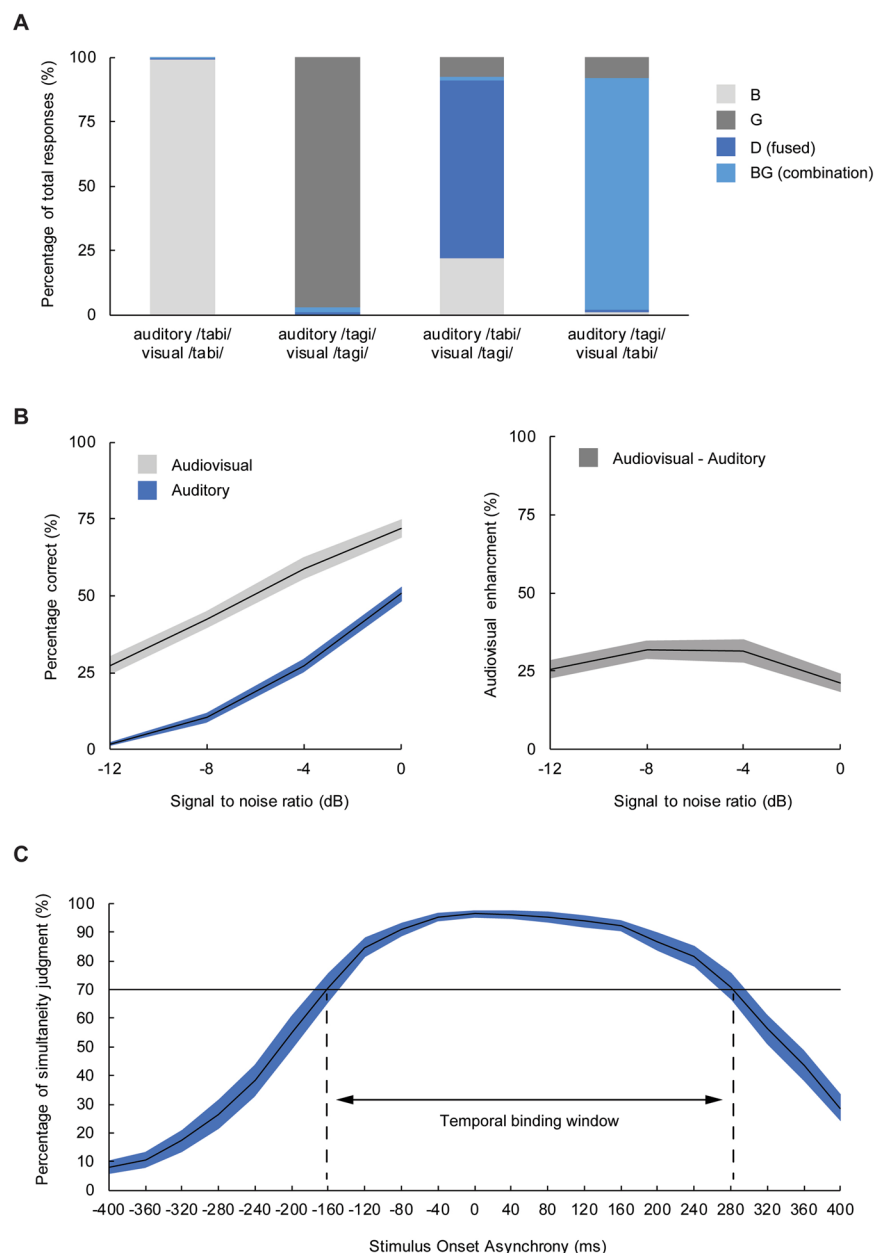 A
Percentage of total responses (%)
100
75
50
25
0
auditory /tabi/
visual /tabi/
auditory /tagi/
visual /tagi/
auditory /tabi/
visual /tagi/
auditory /tagi/
visual /tabi/
B
G
D (fused)
BG (combination)
B
Percentage correct (%)
100
75
50
25
0
-12
-8
-4
0
Signal to noise ratio (dB)
Audiovisual
Auditory
Audiovisual enhancment (%)
100
75
50
25
0
-12
-8
-4
0
Signal to noise ratio (dB)
Audiovisual - Auditory
C
Percentage of simultaneity judgment (%)
100
90
80
70
60
50
40
30
20
10
0
Temporal binding window
-400 -360 -320 -280 -240 -200 -160 -120 -80 -40 0 40 80 120 160 200 240 280 320 360 400
Stimulus Onset Asynchrony (ms)